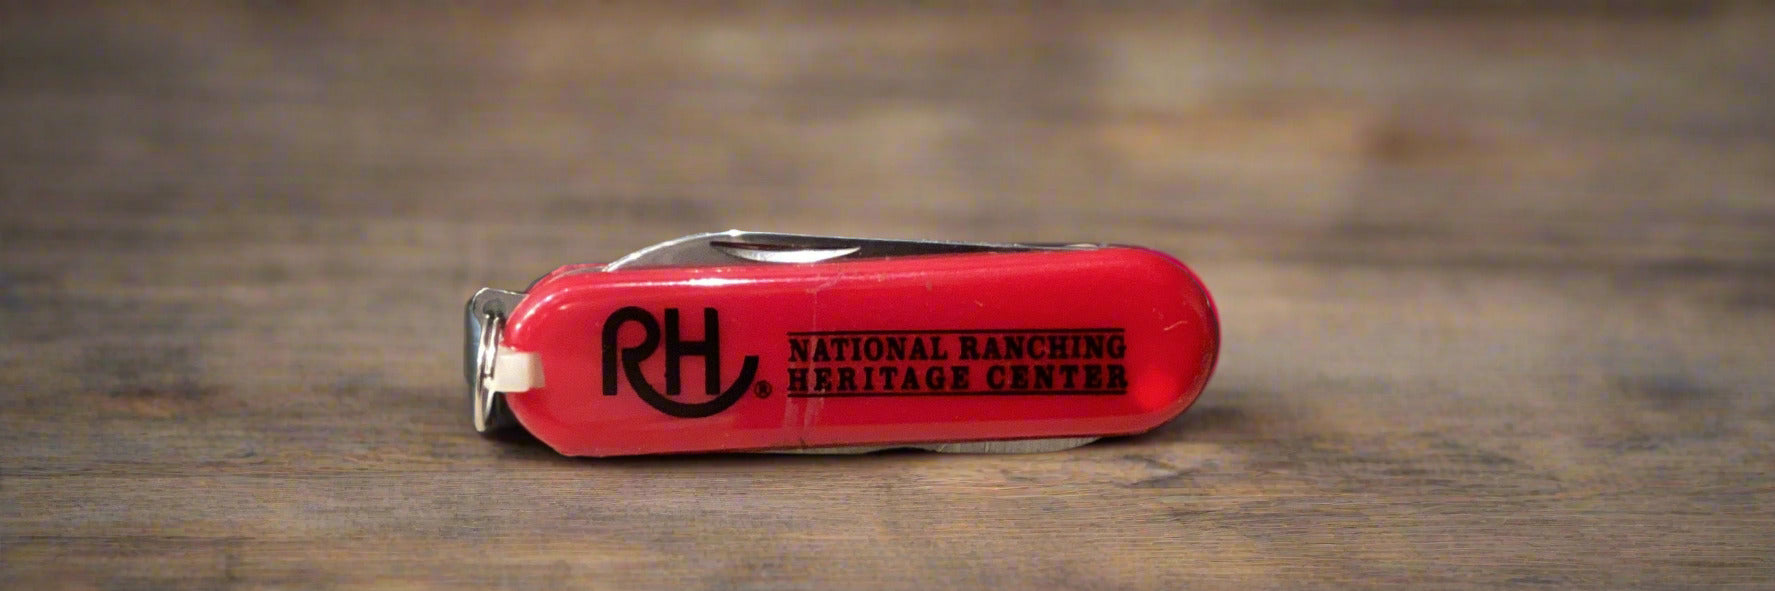 RH®
NATIONAL RANCHING
HERITAGE CENTER